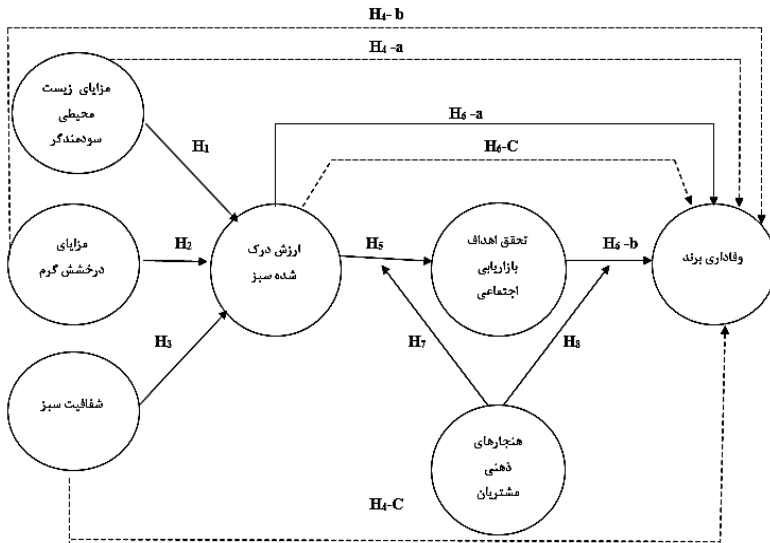 H₄- b
H₄-a
مزایای زیست
محیطی
سودمندگر
H₁
H₆ -a
H₆-C
مزایای
درخشش گرم
H₂
ارزش درک
شده سبز
H₅
تحقق اهداف
بازاریابی
اجتماعی
H₆ -b
وفاداری برند
H₃
H₇
H₈
شفافیت سبز
هنجارهای
ذهنی
مشتریان
H₄-C